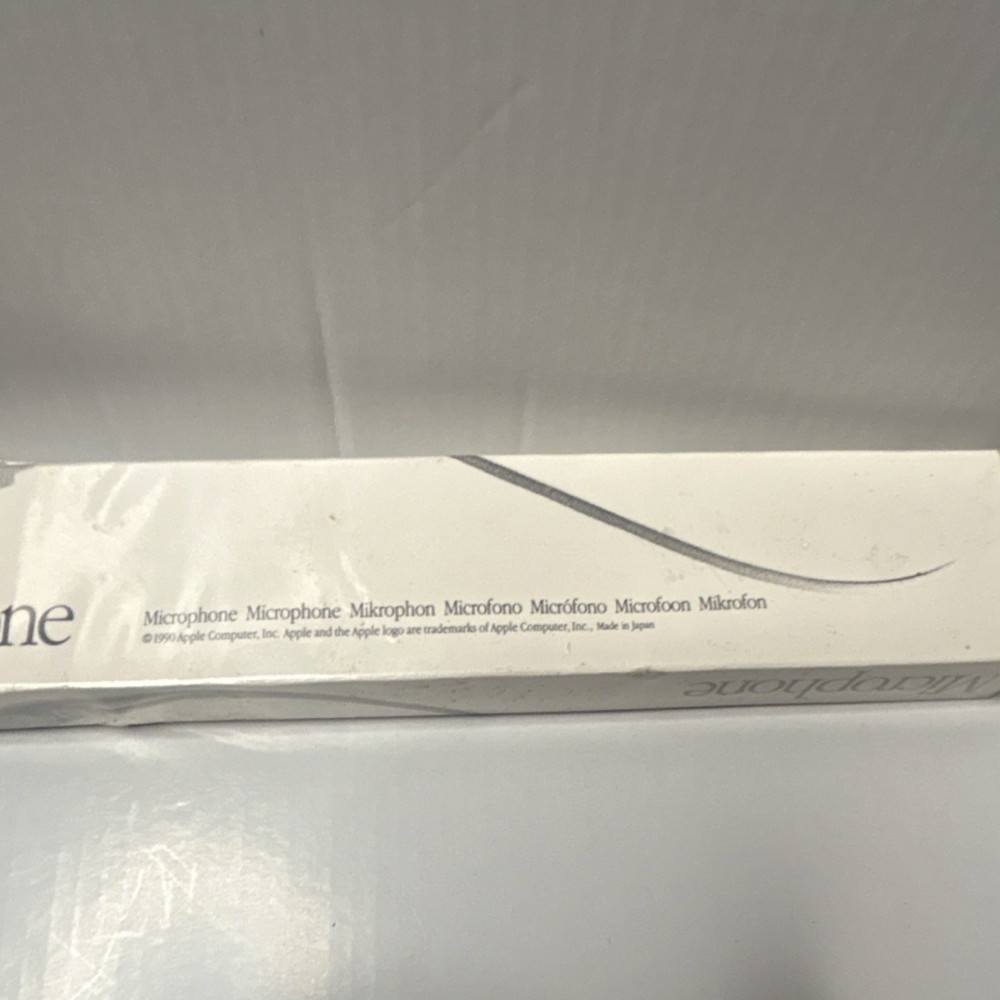 ne
Microphone Microphone Mikrophon Microfono Micrófono Microfoon Mikrofon
© 1990 Apple Computer, Inc. Apple and the Apple logo are trademarks of Apple Computer, Inc., Made in Japan
Microphone